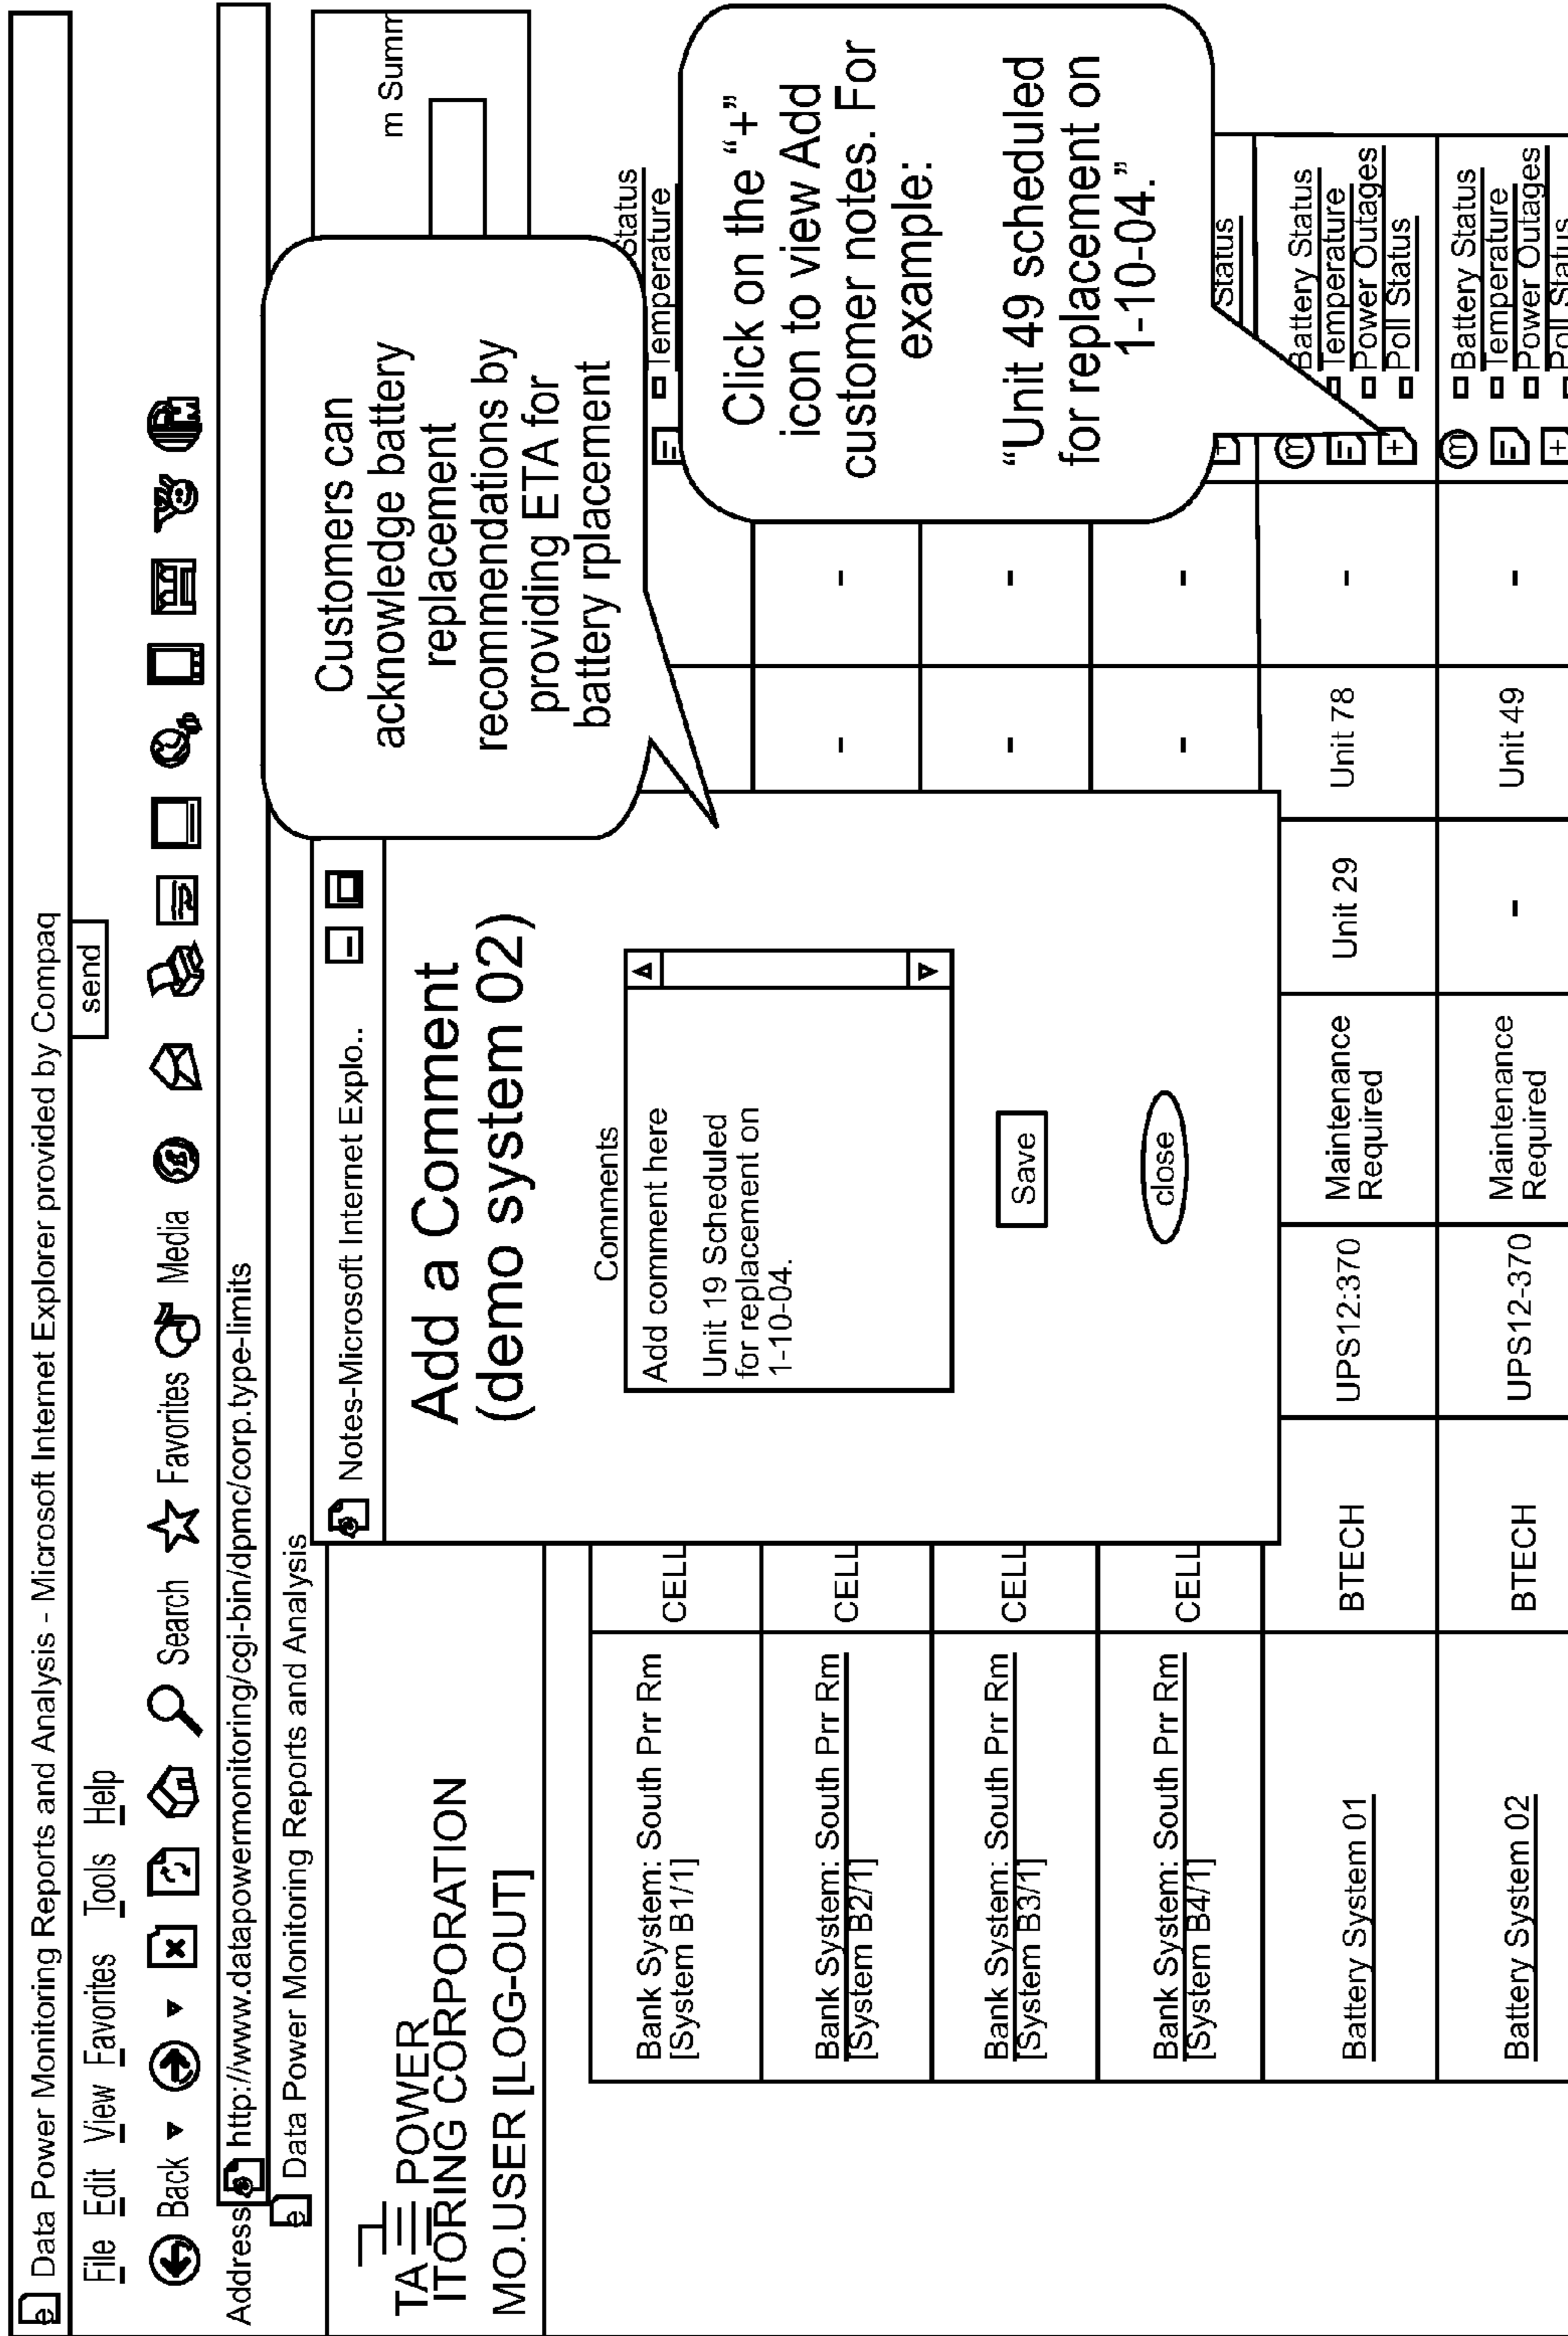 Data Power Monitoring Reports and Analysis - Microsoft Internet Explorer provided by Compaq
File Edit View Favorites Tools Help
send
Back Search Favorites Media
Address http://www.datapowermonitoring/cgi-bin/dpmc/corp.type-limits
Data Power Monitoring Reports and Analysis
TA POWER
ITORING CORPORATION
MO.USER [LOG-OUT]
m Summ
Customers can
acknowledge battery
replacement
recommendations by
providing ETA for
battery rplacement
Notes-Microsoft Internet Explo..
Add a Comment
(demo system 02)
Comments
Add comment here
Unit 19 Scheduled
for replacement on
1-10-04.
Save
close
Click on the “+”
icon to view Add
customer notes. For
example:
“Unit 49 scheduled
for replacement on
1-10-04.”
Bank System: South Prr Rm
[System B1/1]
CELL
Status
Temperature
Bank System: South Prr Rm
[System B2/1]
CELL - -
Bank System: South Prr Rm
[System B3/1]
CELL - -
Bank System: South Prr Rm
[System B4/1]
CELL - -
Status
+
Battery System 01 BTECH UPS12:370 Maintenance
Required
Unit 29 Unit 78 -
m
+
Battery Status
Temperature
Power Outages
Poll Status
Battery System 02 BTECH UPS12-370 Maintenance
Required
- Unit 49 -
m
+
Battery Status
Temperature
Power Outages
Poll Status